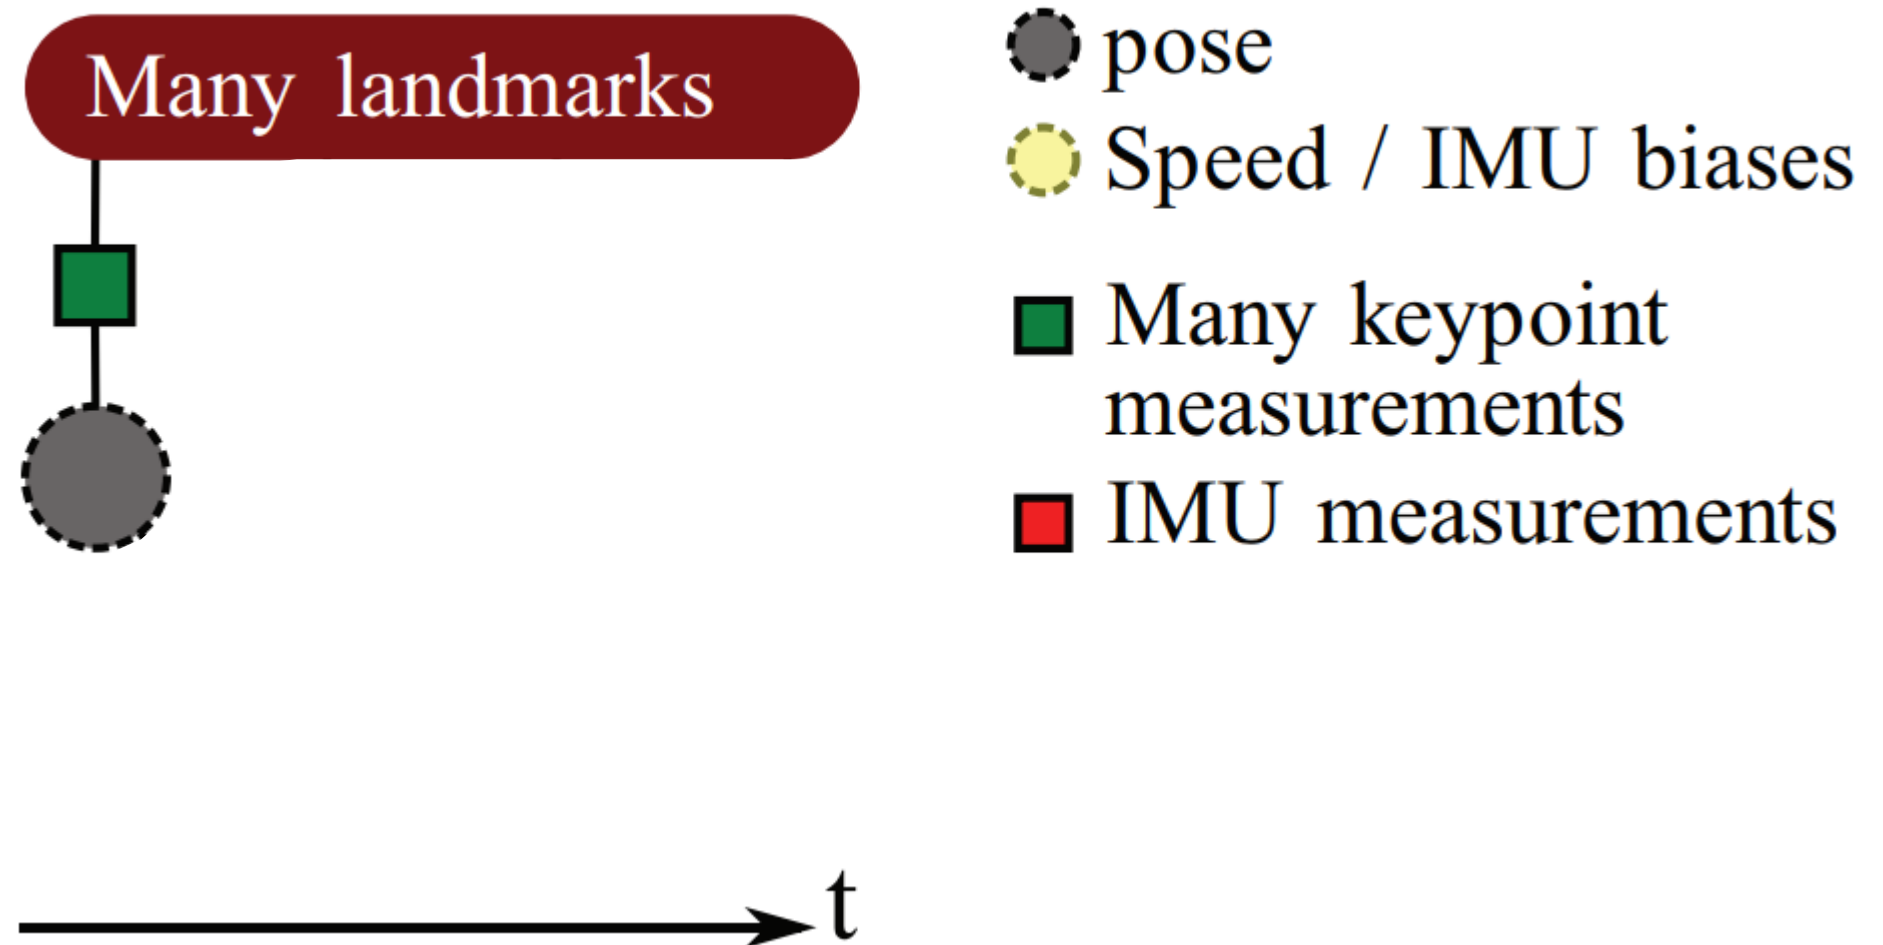 Many landmarks
pose
Speed / IMU biases
Many keypoint
measurements
IMU measurements
t